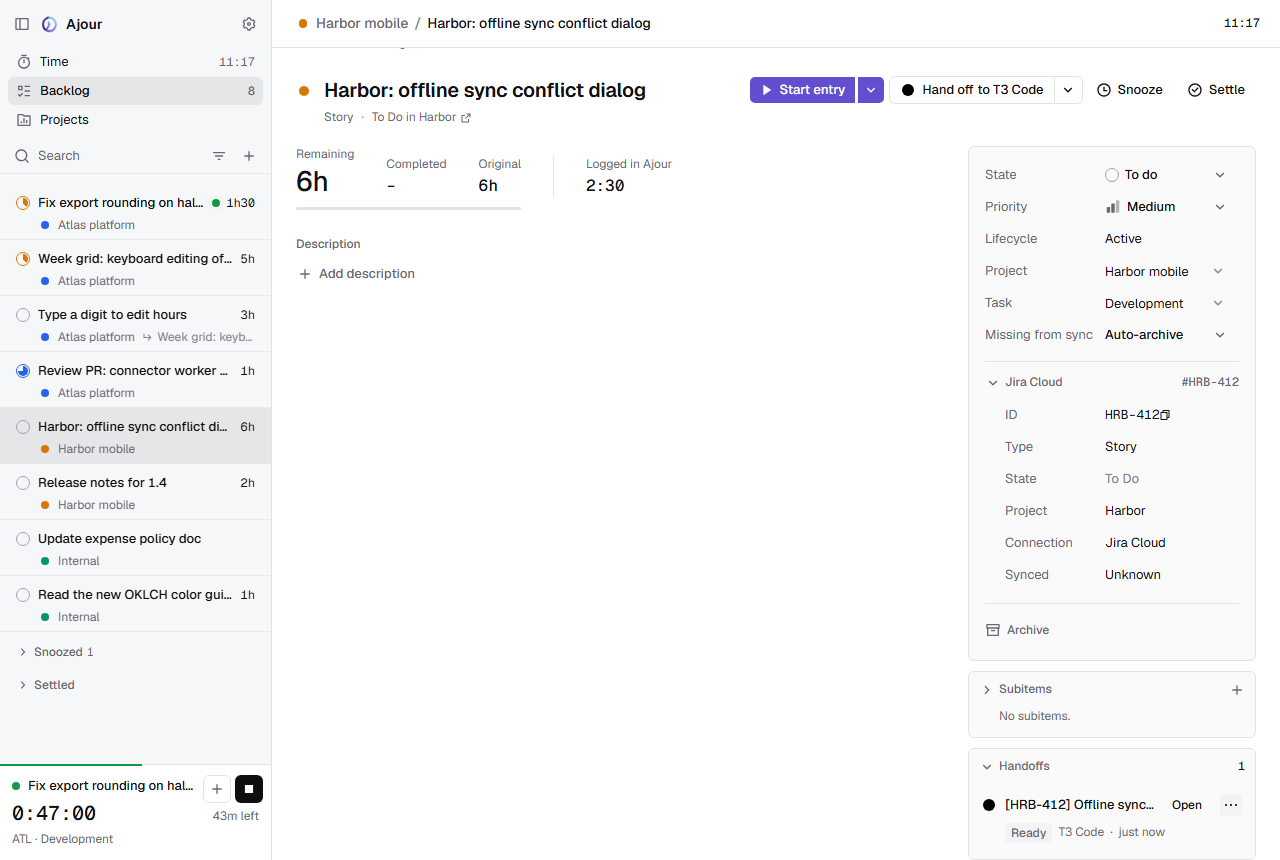 Ajour
Time 11:17
Backlog 8
Projects
Search
Fix export rounding on hal... 1h30
Atlas platform
Week grid: keyboard editing of... 5h
Atlas platform
Type a digit to edit hours 3h
Atlas platform ↳ Week grid: keyb...
Review PR: connector worker ... 1h
Atlas platform
Harbor: offline sync conflict di... 6h
Harbor mobile
Release notes for 1.4 2h
Harbor mobile
Update expense policy doc
Internal
Read the new OKLCH color gui... 1h
Internal
Snoozed 1
Settled
Fix export rounding on hal...
0:47:00 43m left
ATL · Development
Harbor mobile / Harbor: offline sync conflict dialog 11:17
Harbor: offline sync conflict dialog
Start entry
Hand off to T3 Code
Snooze
Settle
Story · To Do in Harbor
Remaining Completed Original Logged in Ajour
6h – 6h 2:30
Description
+ Add description
State To do
Priority Medium
Lifecycle Active
Project Harbor mobile
Task Development
Missing from sync Auto-archive
Jira Cloud #HRB-412
ID HRB-412
Type Story
State To Do
Project Harbor
Connection Jira Cloud
Synced Unknown
Archive
Subitems
No subitems.
Handoffs 1
[HRB-412] Offline sync... Open
Ready T3 Code · just now